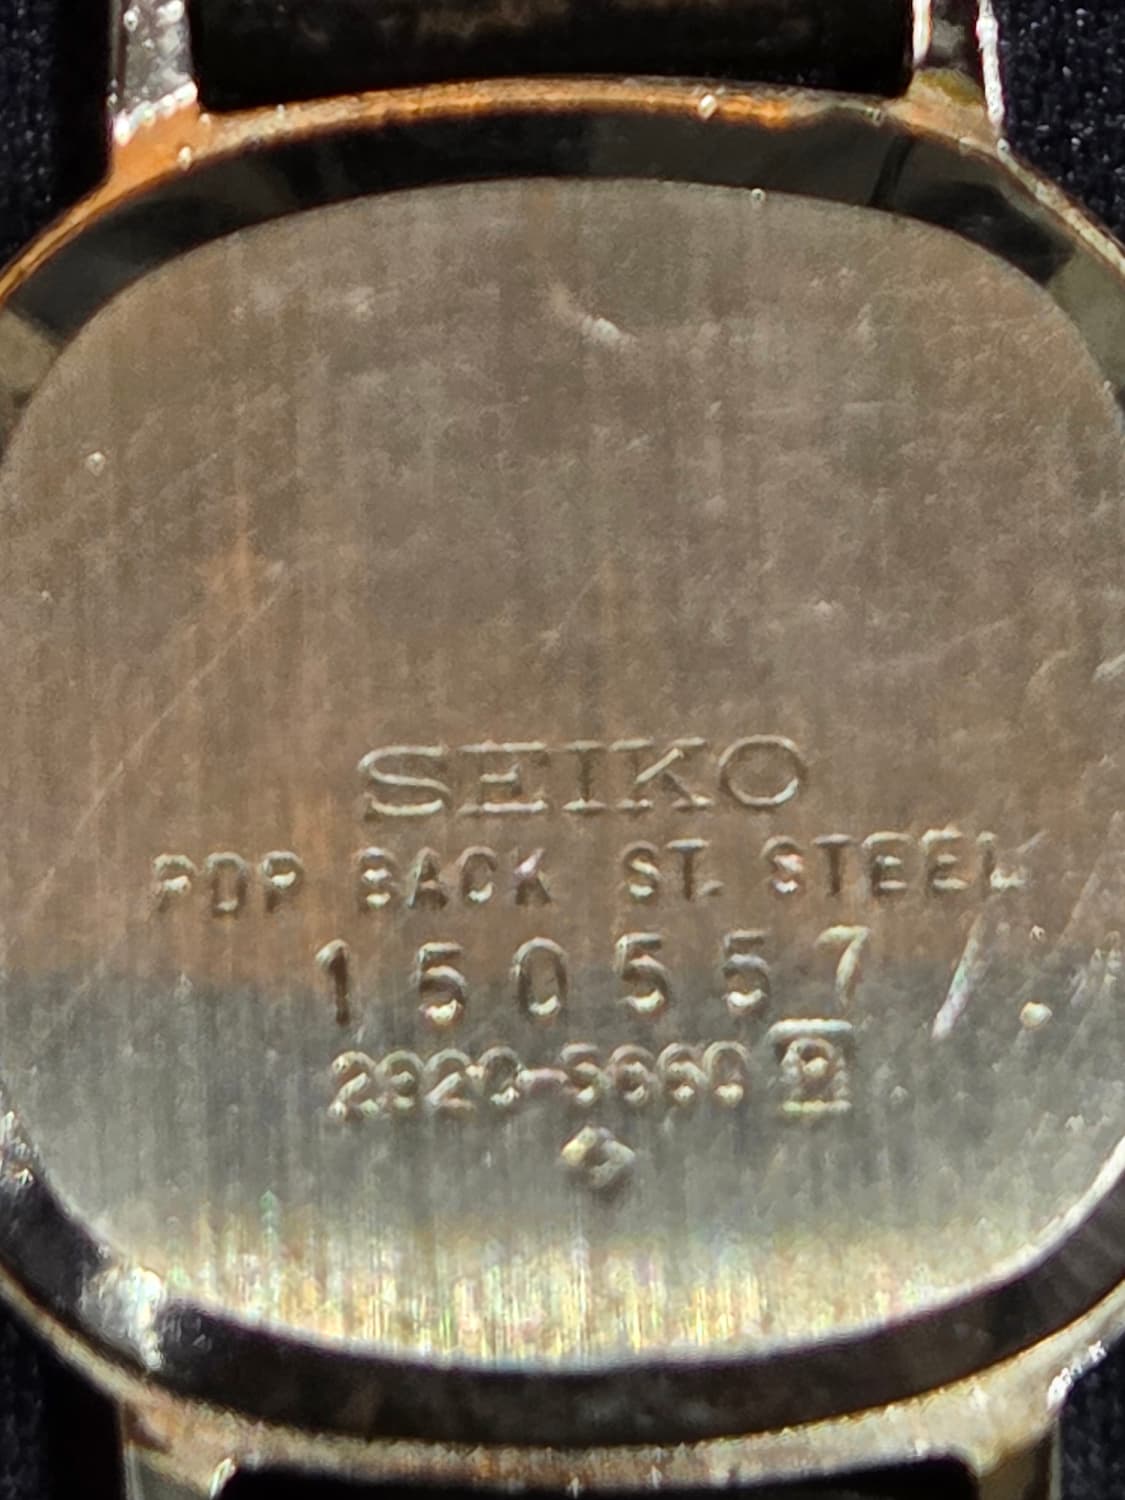 SEIKO
POP BACK ST. STEEL
150557
2320-5660